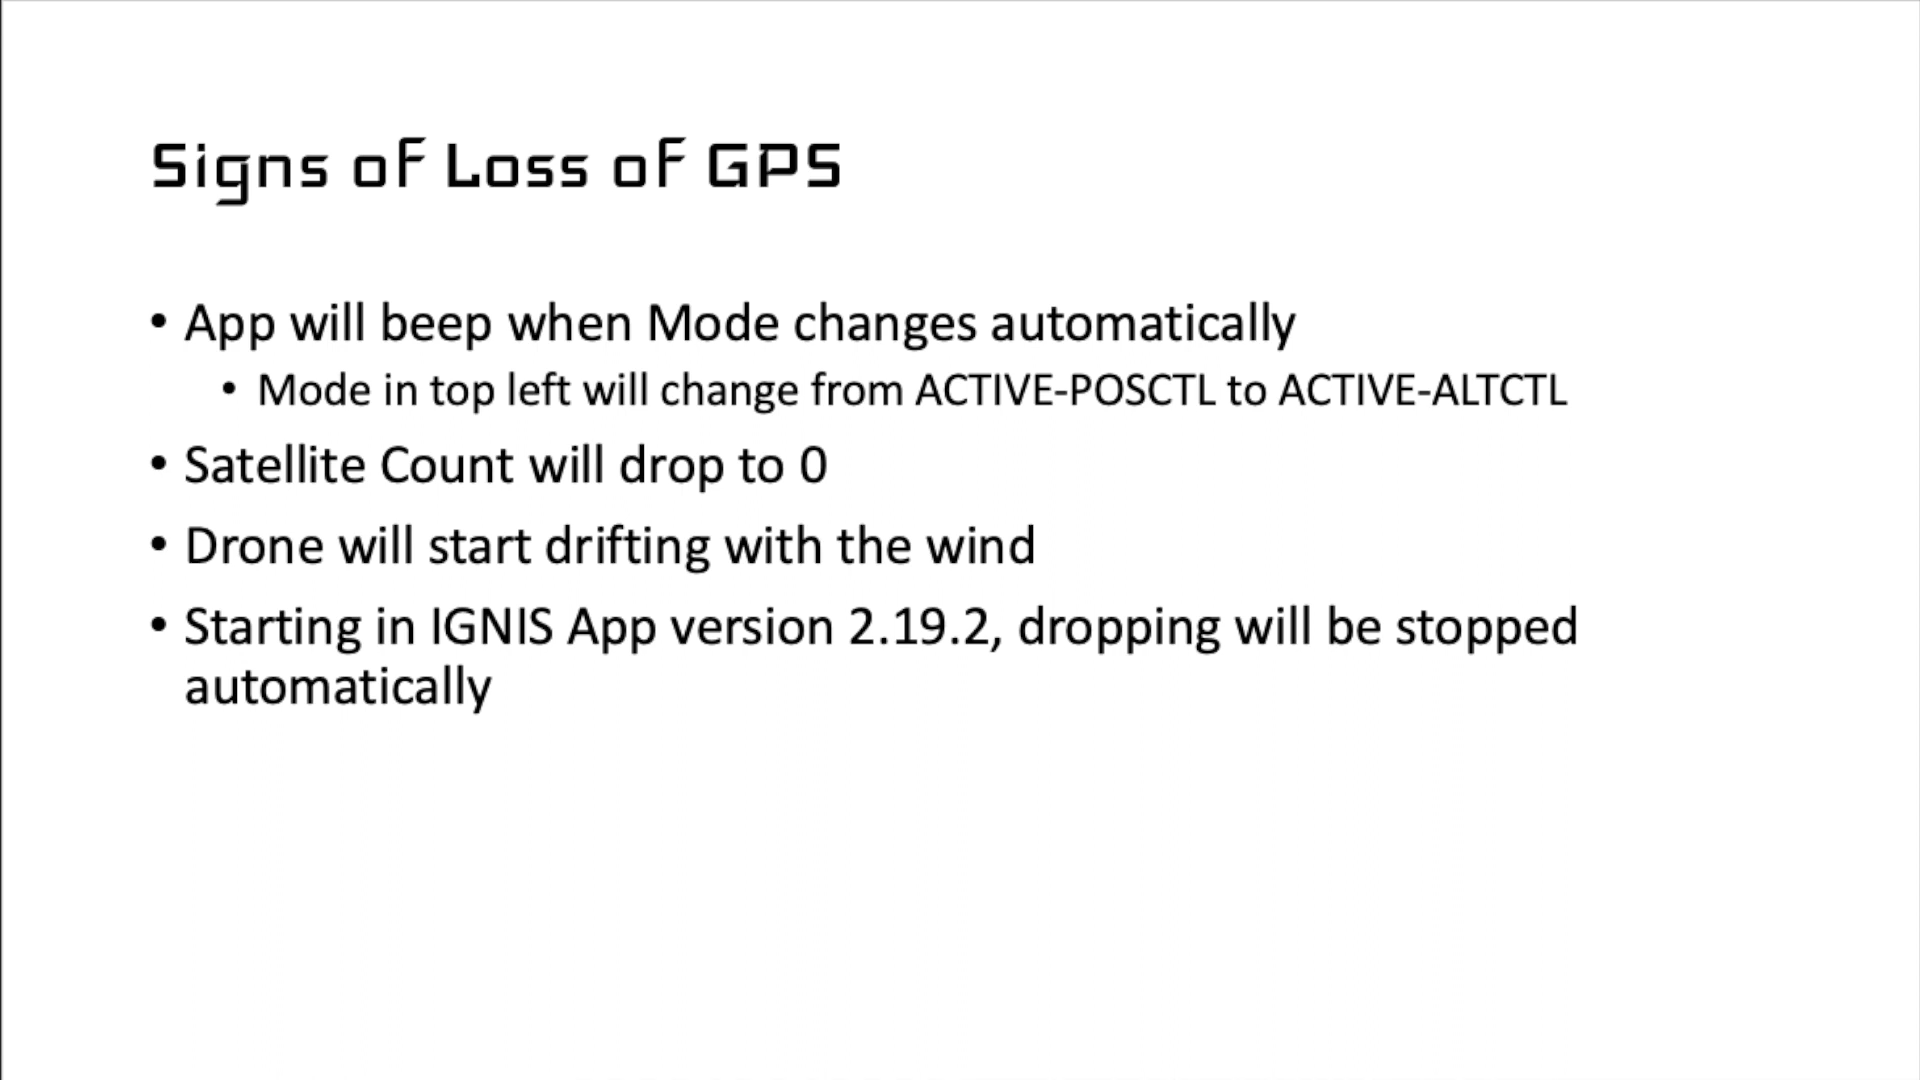 Signs of Loss of GPS
• App will beep when Mode changes automatically
• Mode in top left will change from ACTIVE-POSCTL to ACTIVE-ALTCTL
• Satellite Count will drop to 0
• Drone will start drifting with the wind
• Starting in IGNIS App version 2.19.2, dropping will be stopped
automatically